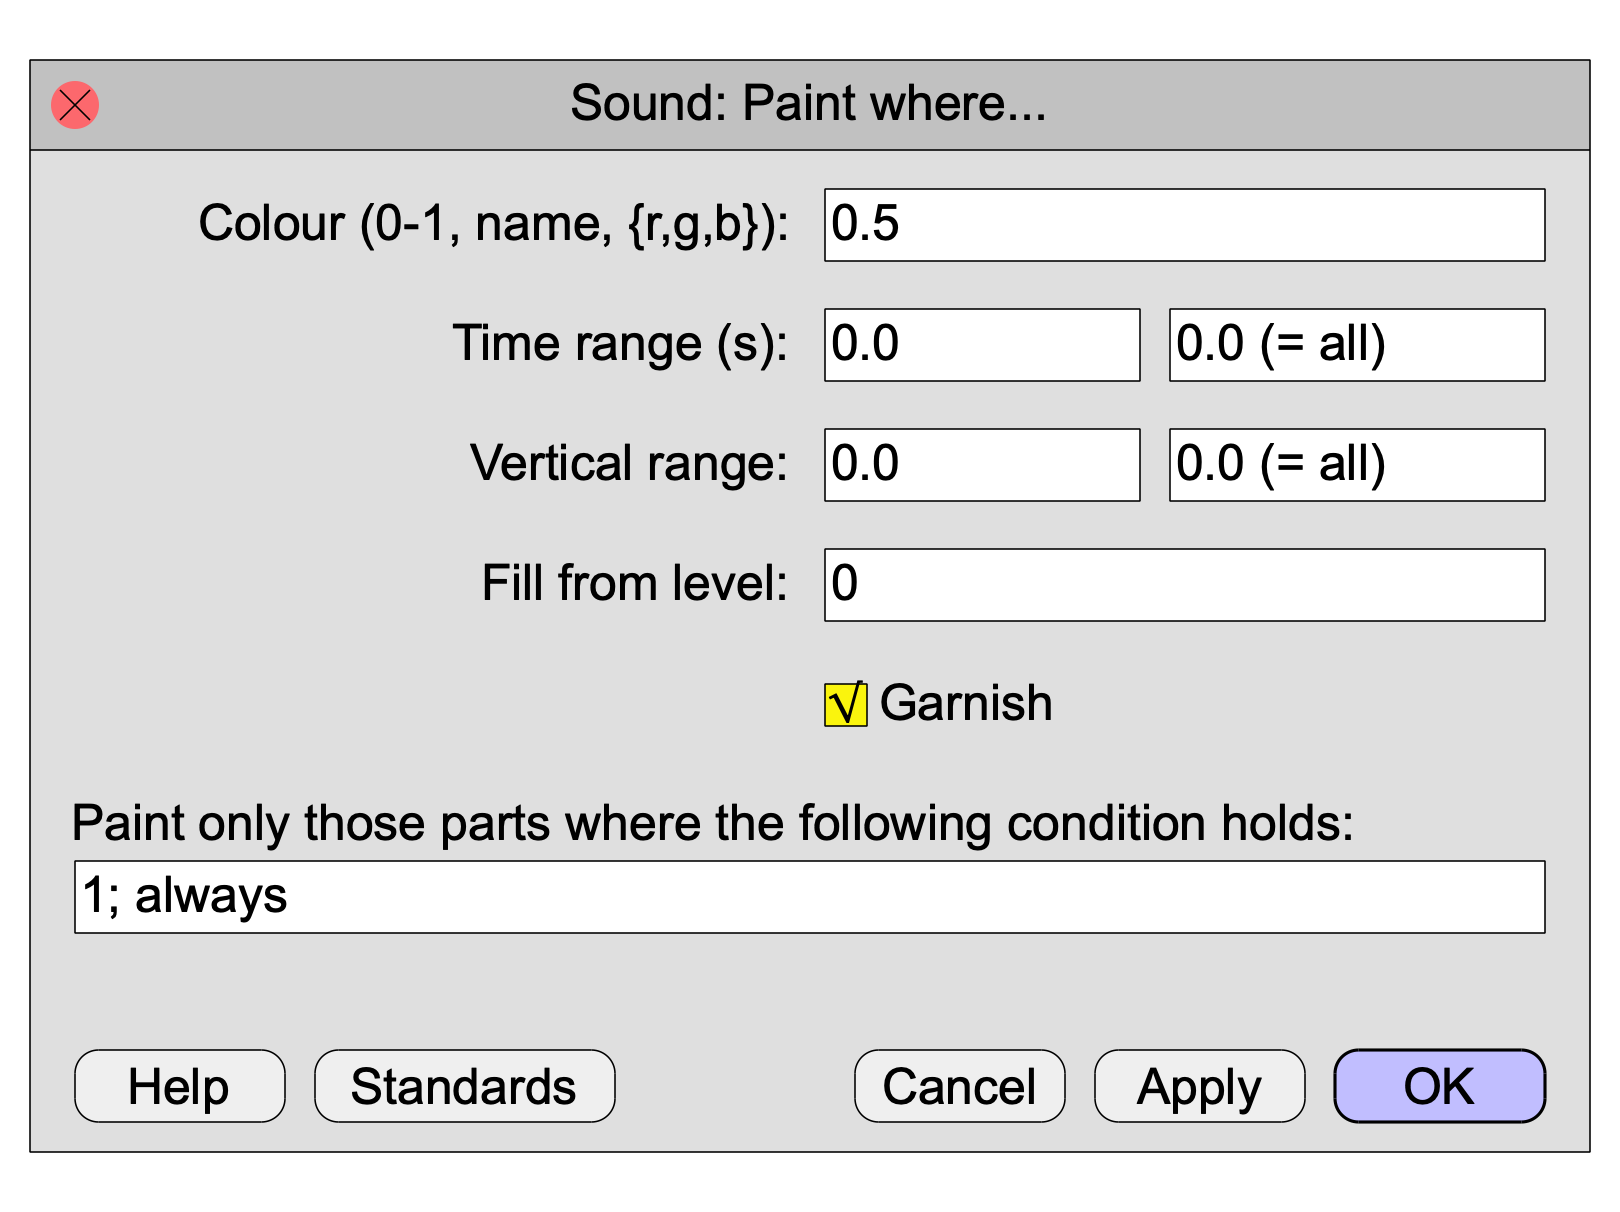 Sound: Paint where...
Colour (0-1, name, {r,g,b}): 0.5
Time range (s): 0.0 0.0 (= all)
Vertical range: 0.0 0.0 (= all)
Fill from level: 0
√ Garnish
Paint only those parts where the following condition holds:
1; always
Help Standards Cancel Apply OK